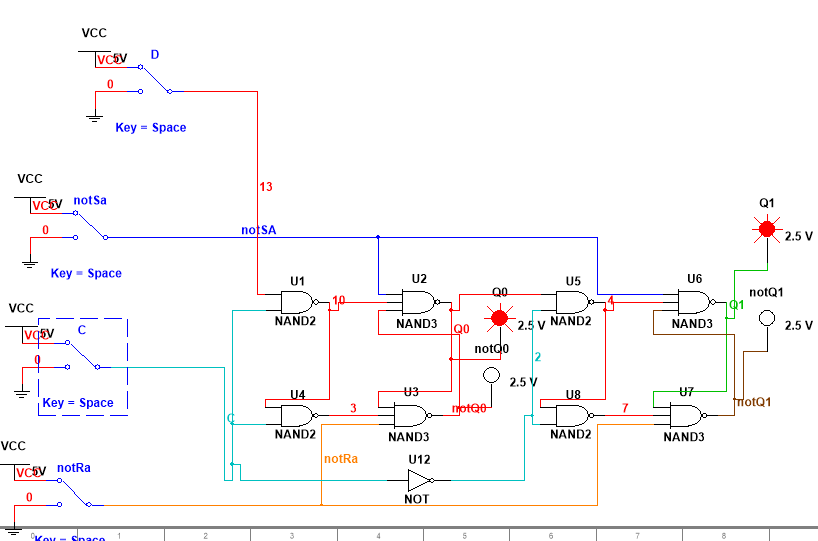 VCC
VCC 5V
D
0
Key = Space
13
VCC
VCC 5V
notSa
0
notSA
Key = Space
Q1
2.5 V
U1
NAND2
10
U2
NAND3
Q0
2.5 V
Q0
U5
NAND2
4
U6
NAND3
Q1
notQ1
2.5 V
VCC
VCC 5V
C
0
Key = Space
notQ0
2.5 V
2
C
U4
NAND2
3
U3
NAND3
notQ0
U8
NAND2
7
U7
NAND3
notQ1
VCC
VCC 5V
notRa
0
Key = Space
notRa
U12
NOT
0 1 2 3 4 5 6 7 8